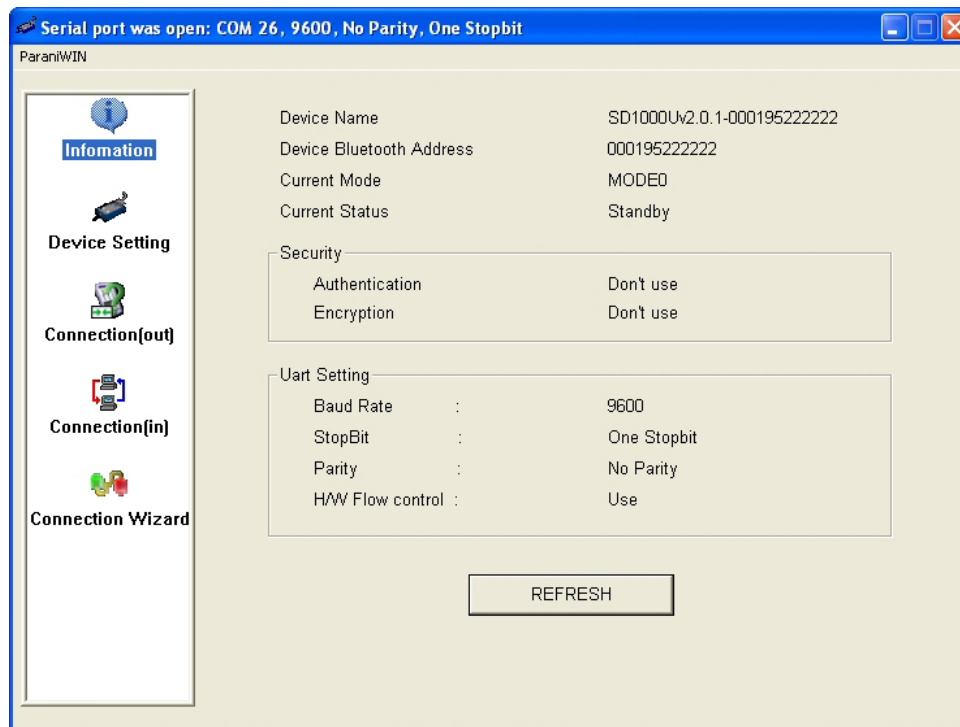 Serial port was open: COM 26, 9600, No Parity, One Stopbit
ParaniWIN
Infomation
Device Setting
Connection(out)
Connection(in)
Connection Wizard
Device Name SD1000Uv2.0.1-000195222222
Device Bluetooth Address 000195222222
Current Mode MODE0
Current Status Standby
Security
Authentication Don't use
Encryption Don't use
Uart Setting
Baud Rate : 9600
StopBit : One Stopbit
Parity : No Parity
H/W Flow control : Use
REFRESH